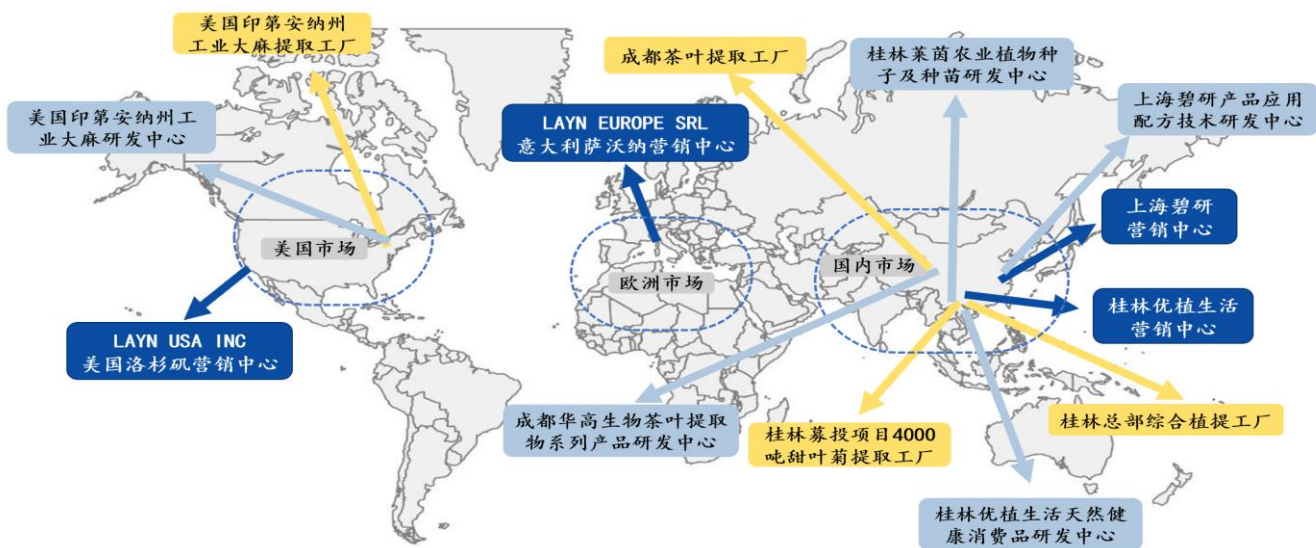 美国印第安纳州
工业大麻提取工厂
美国印第安纳州工
业大麻研发中心
美国市场
LAYN USA INC
美国洛杉矶营销中心
LAYN EUROPE SRL
意大利萨沃纳营销中心
欧洲市场
成都茶叶提取工厂
桂林莱茵农业植物种
子及种苗研发中心
上海碧研产品应用
配方技术研发中心
国内市场
上海碧研
营销中心
桂林优植生活
营销中心
成都华高生物茶叶提取
物系列产品研发中心
桂林募投项目4000
吨甜叶菊提取工厂
桂林总部综合植提工厂
桂林优植生活天然健
康消费品研发中心